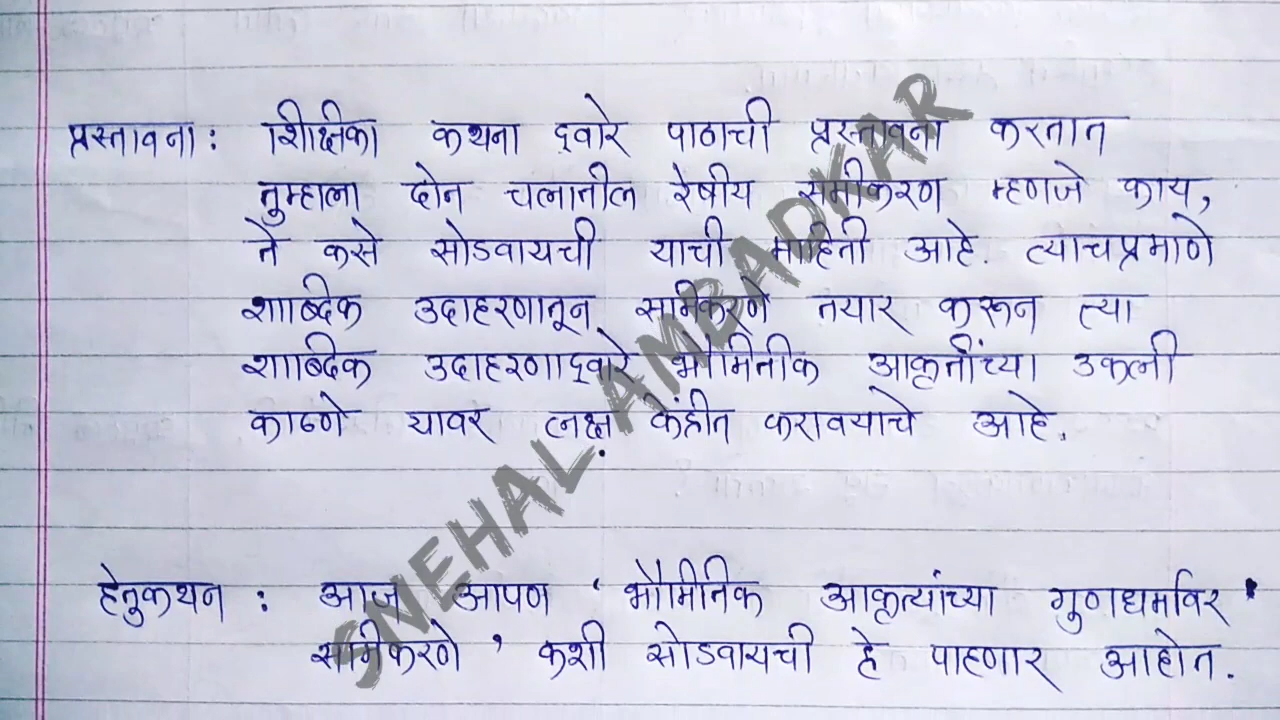 प्रस्तावना : शिक्षिका कथना द्वारे पाठाची प्रस्तावना करतात
तुम्हाला दोन चलातील रेषीय समीकरण म्हणजे काय,
ते कसे सोडवायची याची माहिती आहे. त्याचप्रमाणे
शाब्दिक उदाहरणातून समिकरणे तयार करून त्या
शाब्दिक उदाहरणाद्वारे भौमितीक आकृतींच्या उकली
काढणे यावर लक्ष केंद्रीत करावयाचे आहे.
हेतुकथन : आज आपण ' भौमितिक आकृत्यांच्या गुणधर्मावर '
समिकरणे ' कशी सोडवायची हे पाहणार आहोत.
SNEHAL AMBADKAR